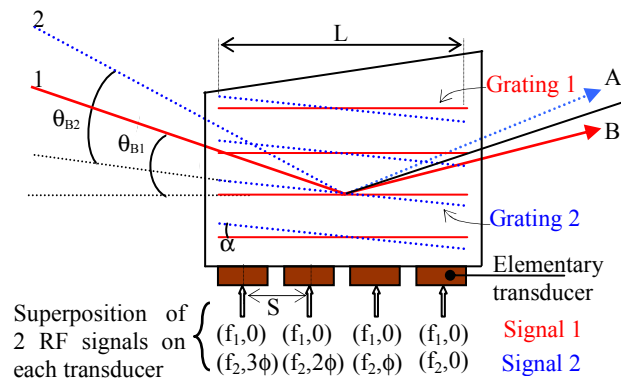 2
L
A
1
Grating 1
B
θB2
θB1
Grating 2
α
Elementary
transducer
S
Superposition of
2 RF signals on
each transducer
(f1,0) (f1,0) (f1,0) (f1,0) Signal 1
(f2,3ϕ) (f2,2ϕ) (f2,ϕ) (f2,0) Signal 2